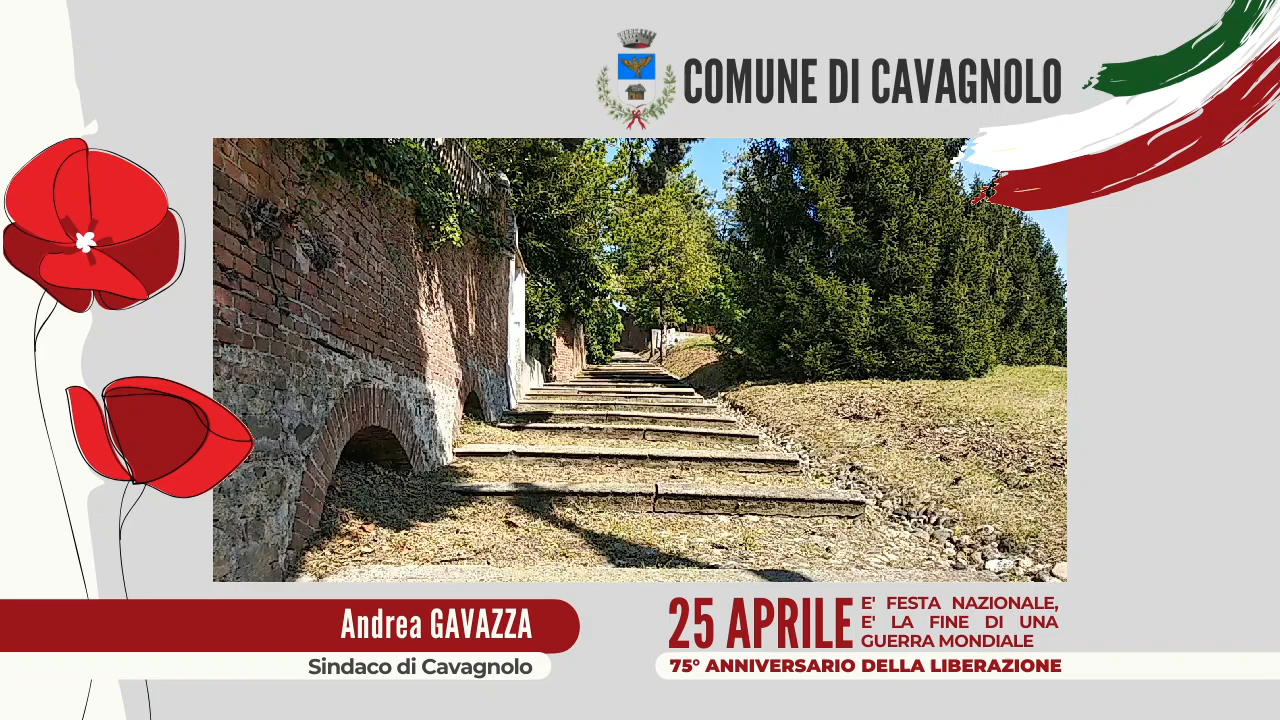 COMUNE DI CAVAGNOLO
Andrea GAVAZZA
Sindaco di Cavagnolo
25 APRILE
E' FESTA NAZIONALE,
E' LA FINE DI UNA
GUERRA MONDIALE
75° ANNIVERSARIO DELLA LIBERAZIONE